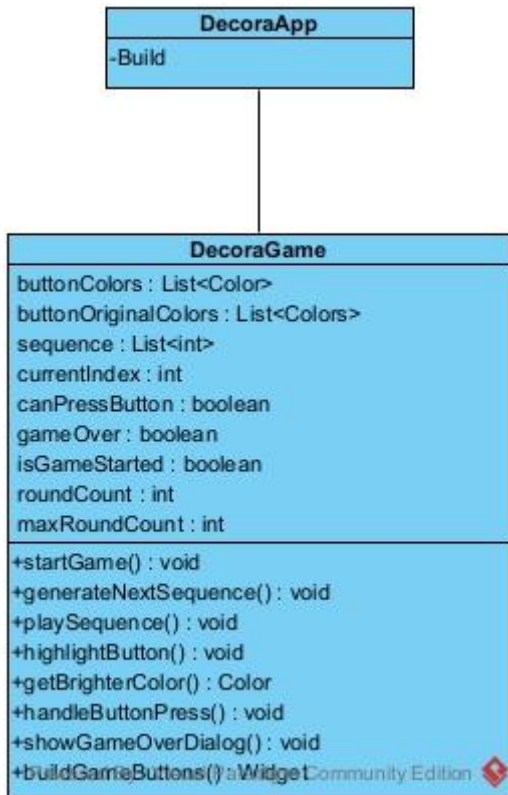 DecoraApp
-Build
DecoraGame
buttonColors : List<Color>
buttonOriginalColors : List<Colors>
sequence : List<int>
currentIndex : int
canPressButton : boolean
gameOver : boolean
isGameStarted : boolean
roundCount : int
maxRoundCount : int
+startGame() : void
+generateNextSequence() : void
+playSequence() : void
+highlightButton() : void
+getBrighterColor() : Color
+handleButtonPress() : void
+showGameOverDialog() : void
+buildGameButtons() : Widget
Community Edition